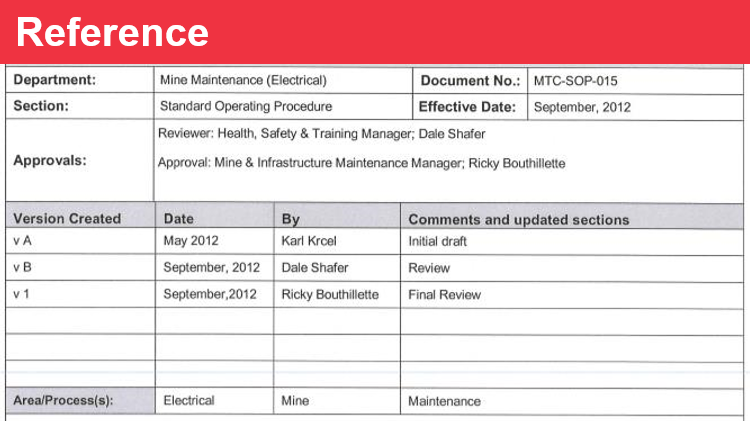 Reference
Department: Mine Maintenance (Electrical) Document No.: MTC-SOP-015
Section: Standard Operating Procedure Effective Date: September, 2012
Reviewer: Health, Safety & Training Manager; Dale Shafer
Approvals:
Approval: Mine & Infrastructure Maintenance Manager; Ricky Bouthillette
Version Created Date By Comments and updated sections
v A May 2012 Karl Krcel Initial draft
v B September, 2012 Dale Shafer Review
v 1 September,2012 Ricky Bouthillette Final Review
Area/Process(s): Electrical Mine Maintenance